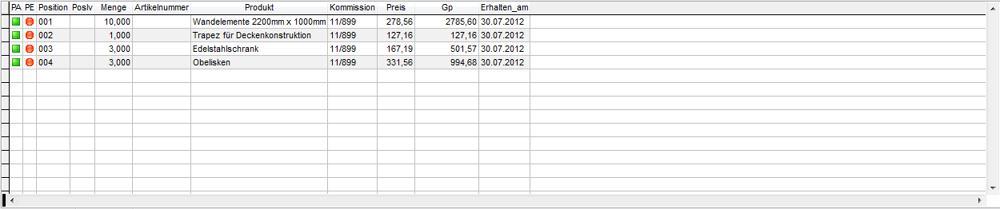 PA PE Position Poslv Menge Artikelnummer Produkt Kommission Preis Gp Erhalten_am
001 10,000 Wandelemente 2200mm x 1000mm 11/899 278,56 2785,60 30.07.2012
002 1,000 Trapez für Deckenkonstruktion 11/899 127,16 127,16 30.07.2012
003 3,000 Edelstahlschrank 11/899 167,19 501,57 30.07.2012
004 3,000 Obelisken 11/899 331,56 994,68 30.07.2012